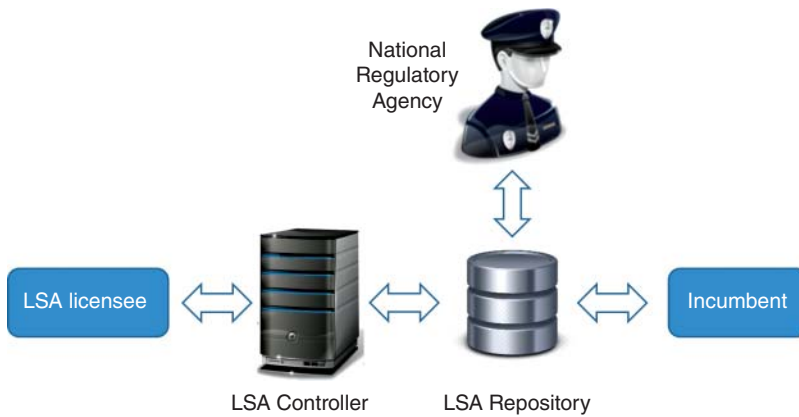 National
Regulatory
Agency
LSA licensee
Incumbent
LSA Controller
LSA Repository